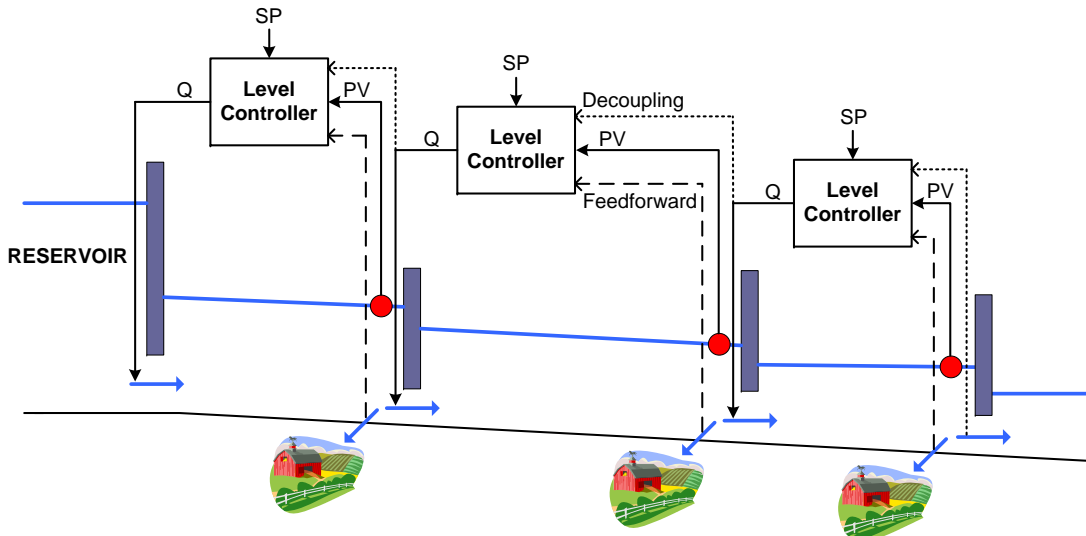 SP
Level
Controller
Q
PV
SP
Decoupling
Level
Controller
Q
PV
Feedforward
SP
Level
Controller
Q
PV
RESERVOIR